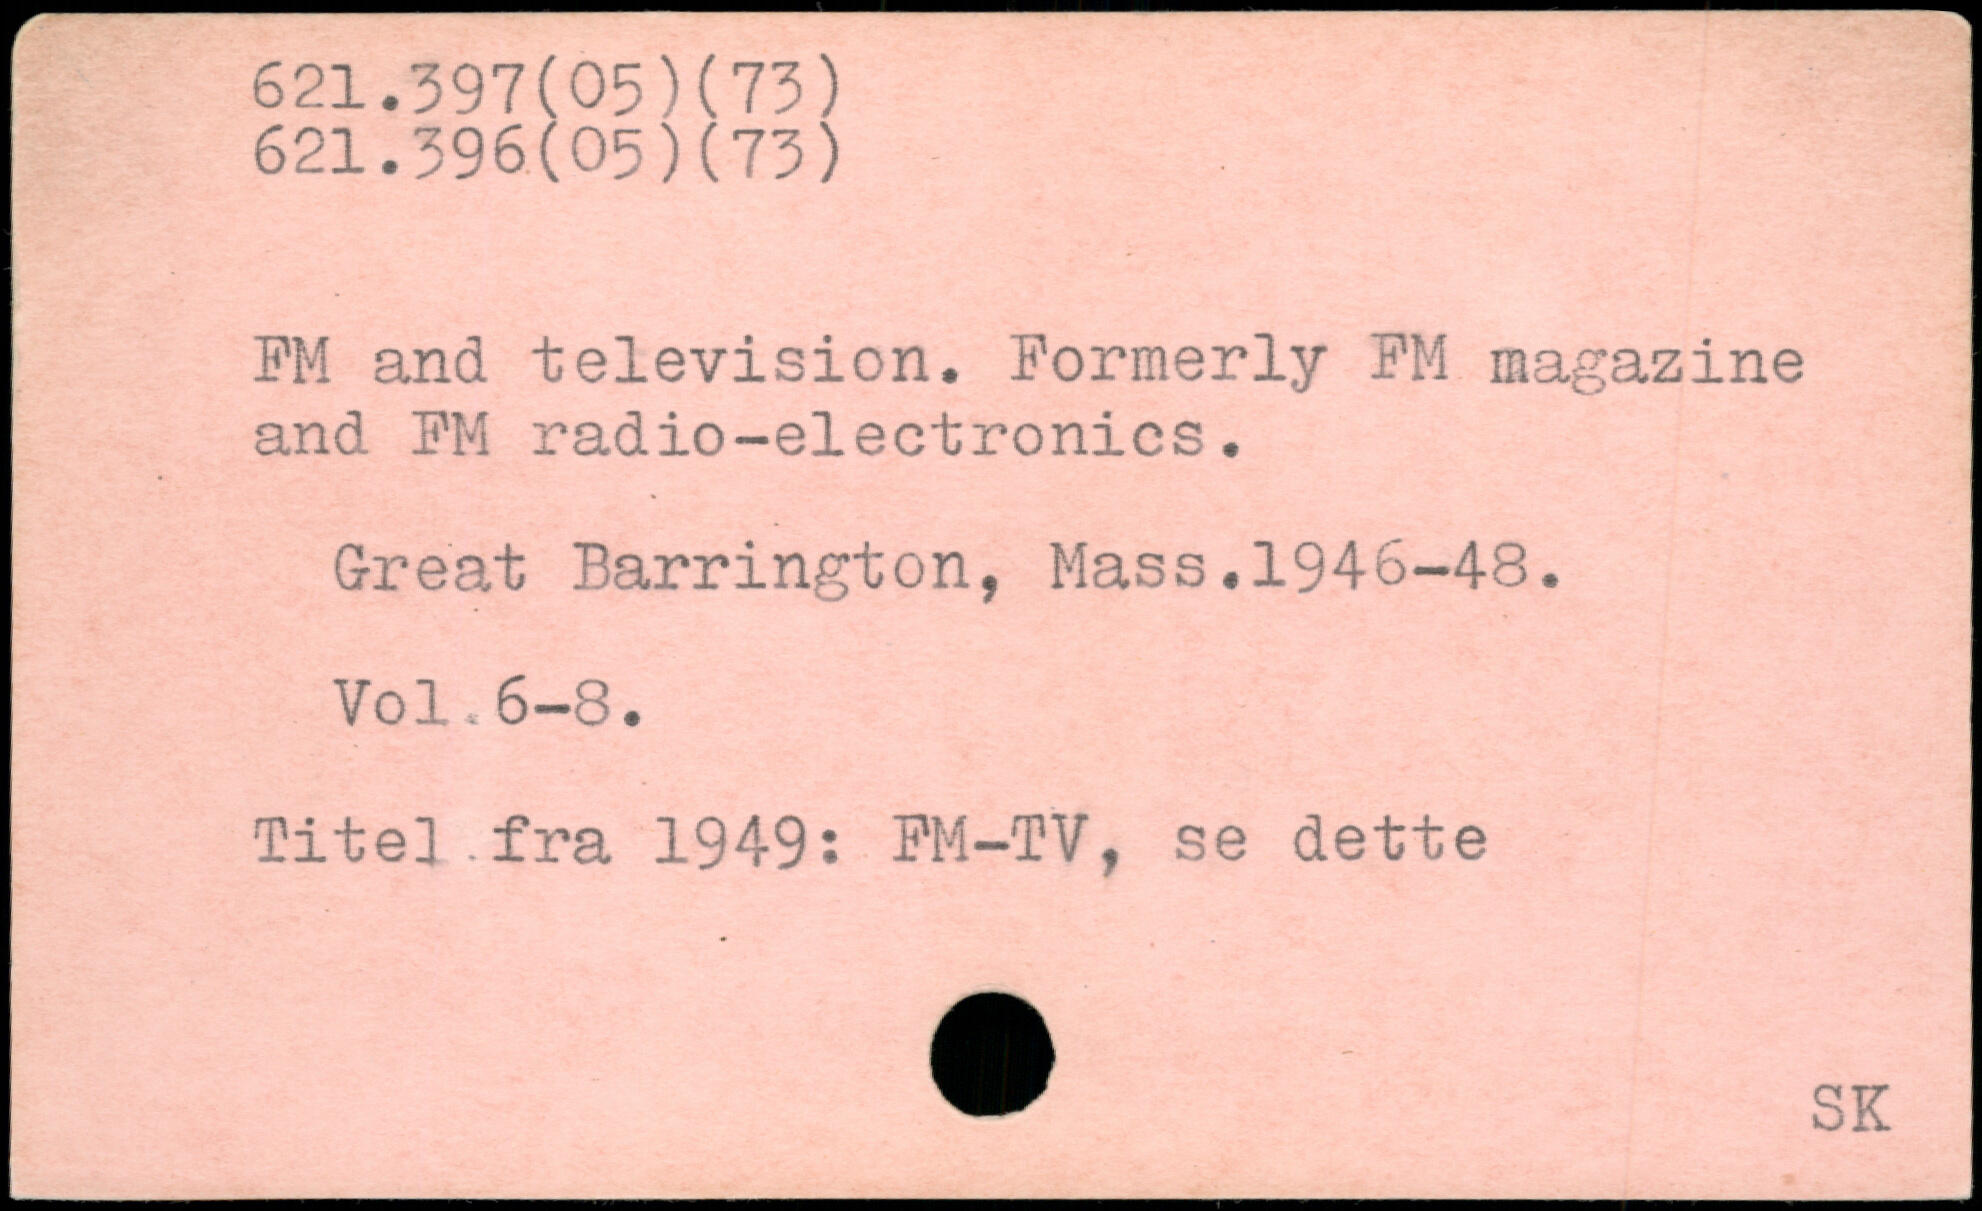 621.397(05)(73)
621.396(05)(73)
FM and television. Formerly FM magazine
and FM radio-electronics.
Great Barrington, Mass.1946-48.
Vol.6-8.
Titel fra 1949: FM-TV, se dette
SK